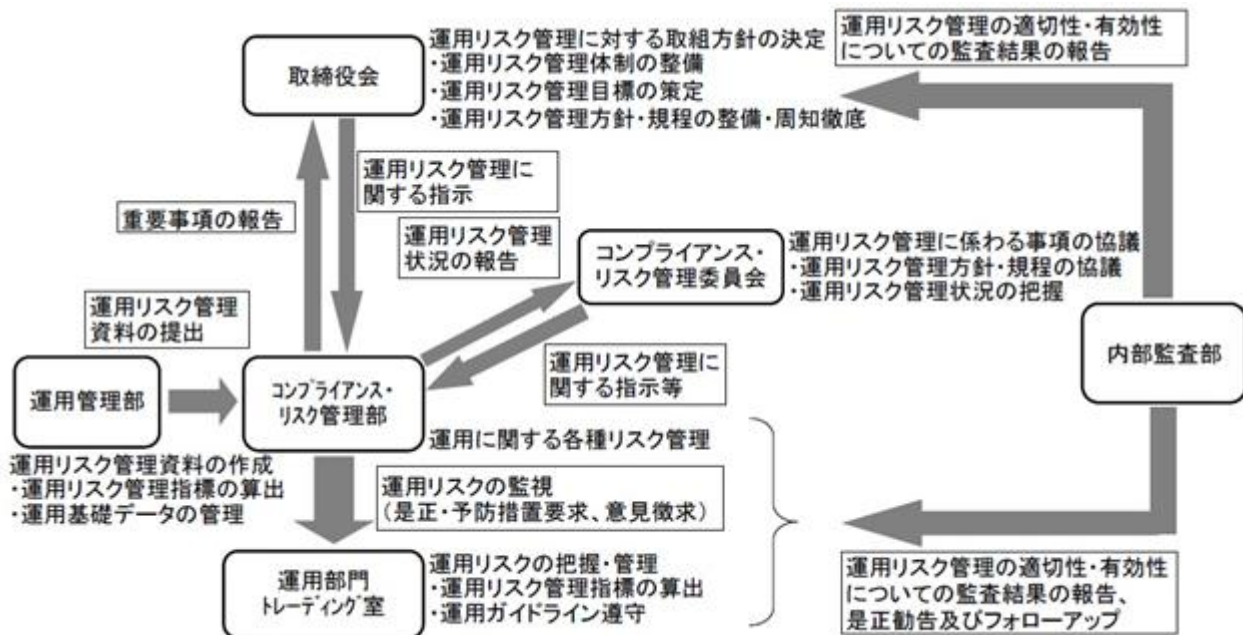 取締役会
運用リスク管理に対する取組方針の決定
・運用リスク管理体制の整備
・運用リスク管理目標の策定
・運用リスク管理方針・規程の整備・周知徹底
運用リスク管理の適切性・有効性
についての監査結果の報告
運用リスク管理に
関する指示
重要事項の報告
運用リスク管理
状況の報告
コンプライアンス・
リスク管理委員会
運用リスク管理に係わる事項の協議
・運用リスク管理方針・規程の協議
・運用リスク管理状況の把握
運用リスク管理
資料の提出
運用リスク管理に
関する指示等
内部監査部
運用管理部
ｺﾝﾌﾟﾗｲｱﾝｽ・
ﾘｽｸ管理部
運用に関する各種リスク管理
運用リスク管理資料の作成
・運用リスク管理指標の算出
・運用基礎データの管理
運用リスクの監視
(是正・予防措置要求、意見徴求)
運用部門
ﾄﾚｰﾃﾞｨﾝｸﾞ室
運用リスクの把握・管理
・運用リスク管理指標の算出
・運用ガイドライン遵守
運用リスク管理の適切性・有効性
についての監査結果の報告、
是正勧告及びフォローアップ